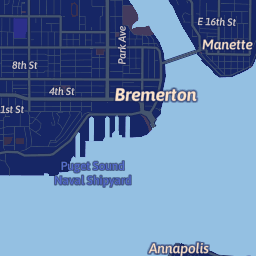 E 16th St
Park Ave
Manette
8th St
4th St
Bremerton
1st St
Puget Sound
Naval Shipyard
Annapolis